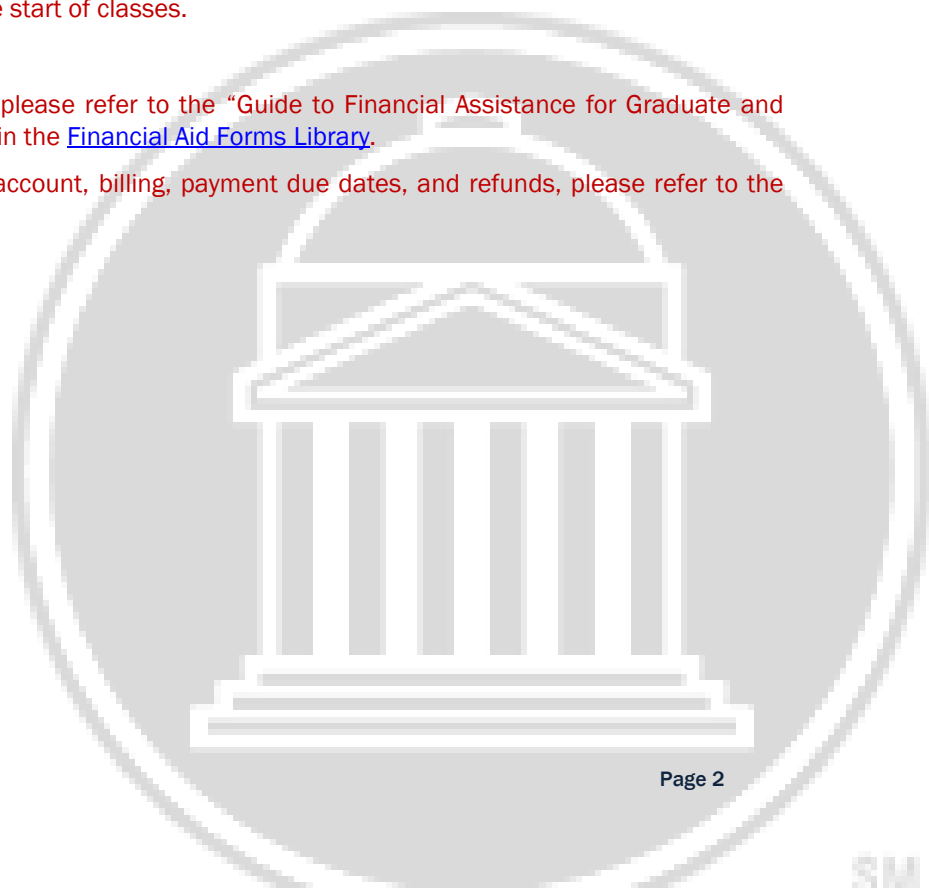 start of classes.
please refer to the “Guide to Financial Assistance for Graduate and
in the Financial Aid Forms Library.
account, billing, payment due dates, and refunds, please refer to the
Page 2
SM